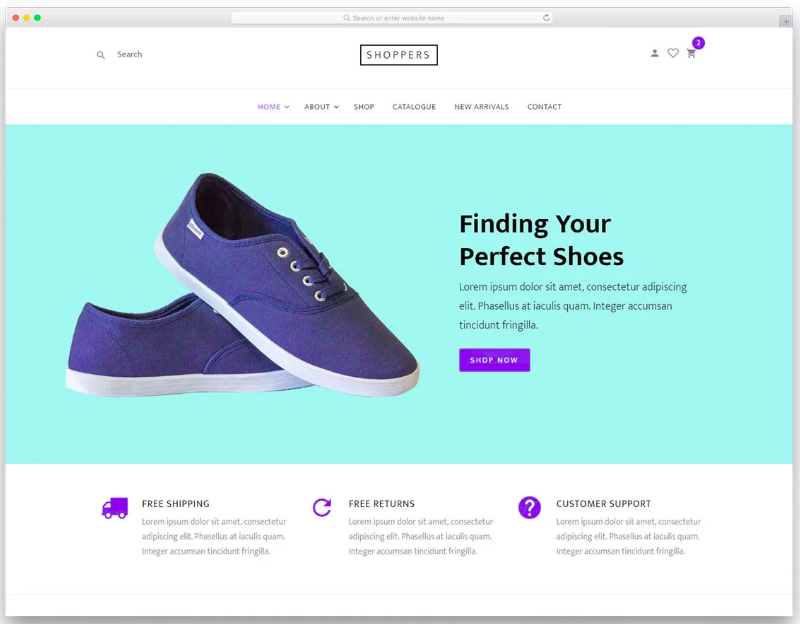 Search or enter website name
Search
SHOPPERS
2
HOME ABOUT SHOP CATALOGUE NEW ARRIVALS CONTACT
Finding Your
Perfect Shoes
Lorem ipsum dolor sit amet, consectetur adipiscing
elit. Phasellus at iaculis quam. Integer accumsan
tincidunt fringilla.
SHOP NOW
FREE SHIPPING
Lorem ipsum dolor sit amet, consectetur
adipiscing elit. Phasellus at iaculis quam.
Integer accumsan tincidunt fringilla.
FREE RETURNS
Lorem ipsum dolor sit amet, consectetur
adipiscing elit. Phasellus at iaculis quam.
Integer accumsan tincidunt fringilla.
CUSTOMER SUPPORT
Lorem ipsum dolor sit amet, consectetur
adipiscing elit. Phasellus at iaculis quam.
Integer accumsan tincidunt fringilla.